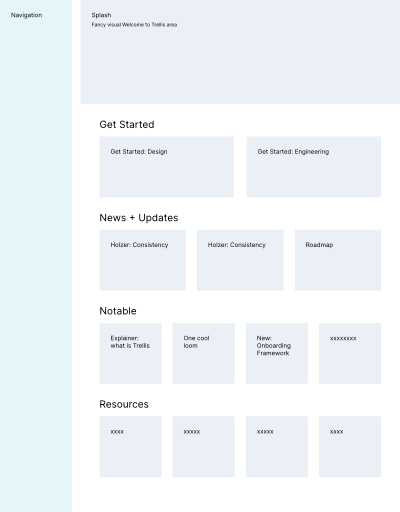 Navigation
Splash
Fancy visual Welcome to Trellis area
Get Started
Get Started: Design
Get Started: Engineering
News + Updates
Holzer: Consistency
Holzer: Consistency
Roadmap
Notable
Explainer:
what is Trellis
One cool
loom
New:
Onboarding
Framework
xxxxxxxx
Resources
xxxx
xxxxx
xxxxx
xxxx